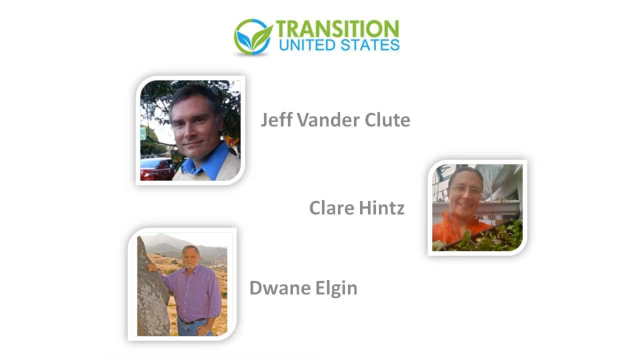 TRANSITION
UNITED STATES
Jeff Vander Clute
Clare Hintz
Dwane Elgin